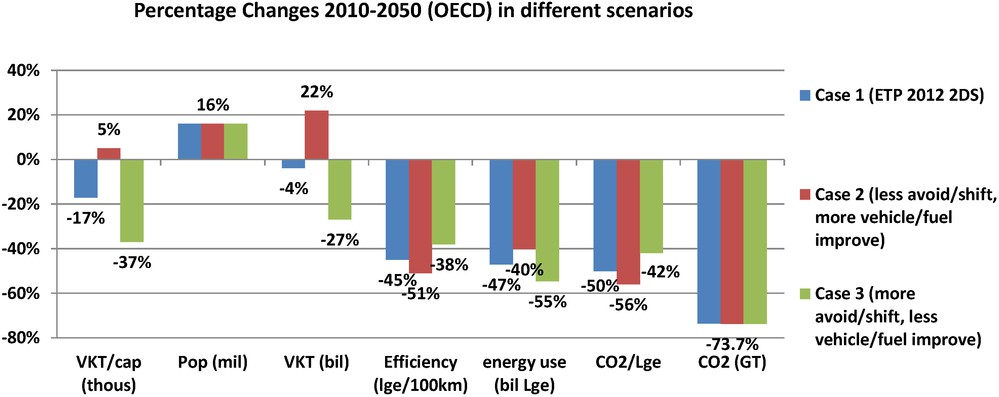 Percentage Changes 2010-2050 (OECD) in different scenarios
40%
20%
0%
-20%
-40%
-60%
-80%
5%
-17%
-37%
16%
22%
-4%
-27%
-45%
-51%
-38%
-47%
-40%
-55%
-50%
-56%
-42%
-73.7%
VKT/cap
(thous)
Pop (mil)
VKT (bil)
Efficiency
(lge/100km)
energy use
(bil Lge)
CO2/Lge
CO2 (GT)
Case 1 (ETP 2012 2DS)
Case 2 (less avoid/shift,
more vehicle/fuel
improve)
Case 3 (more
avoid/shift, less
vehicle/fuel improve)